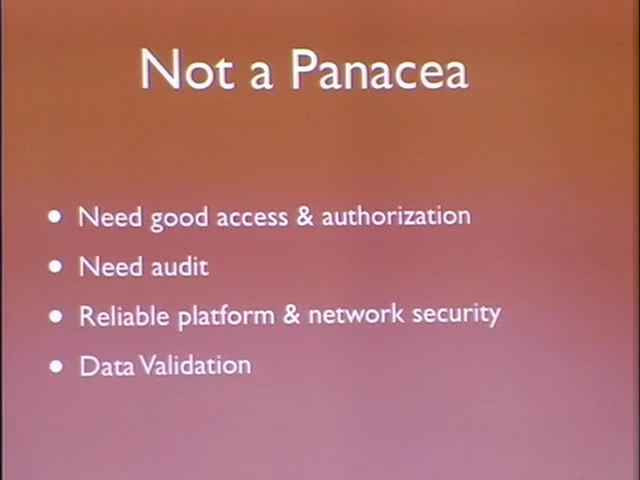 Not a Panacea
• Need good access & authorization
• Need audit
• Reliable platform & network security
• Data Validation